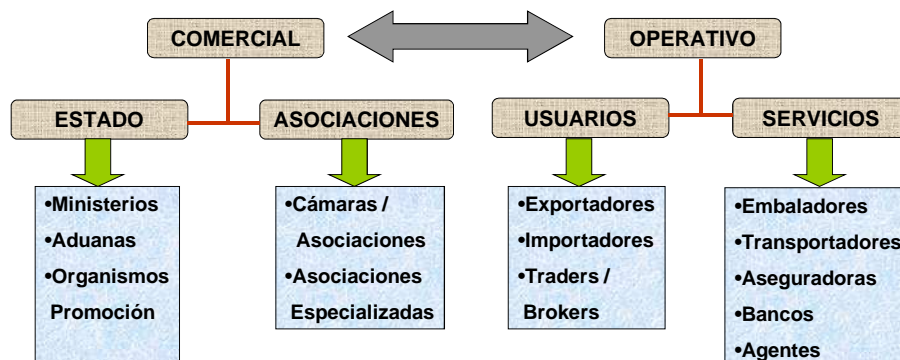 COMERCIAL
OPERATIVO
ESTADO
ASOCIACIONES
USUARIOS
SERVICIOS
•Ministerios
•Aduanas
•Organismos
Promoción
•Cámaras /
Asociaciones
•Asociaciones
Especializadas
•Exportadores
•Importadores
•Traders /
Brokers
•Embaladores
•Transportadores
•Aseguradoras
•Bancos
•Agentes